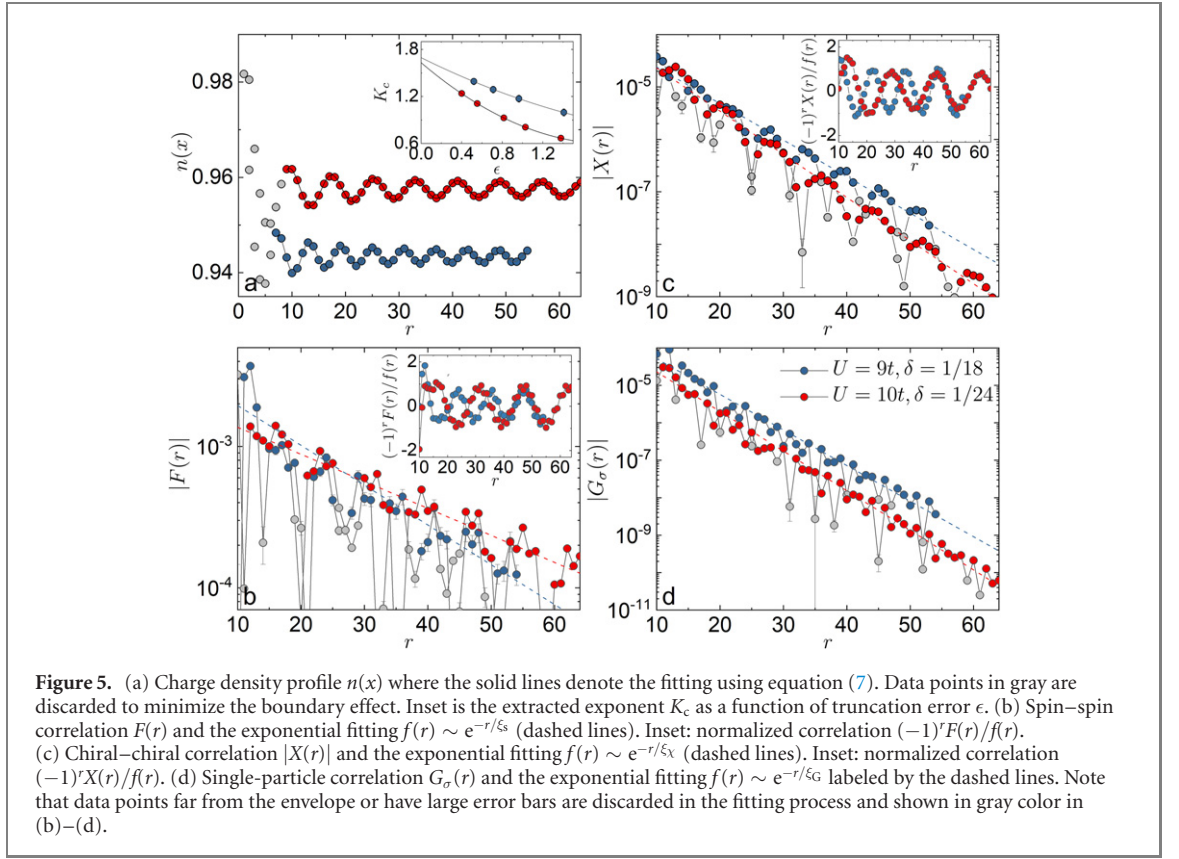 0.98
0.96
0.94
n(x)
1.8
1.2
0.6
K_c
0.0 0.4 0.8 1.2
ϵ
a
0 10 20 30 40 50 60
r
10^-5
10^-7
10^-9
|X(r)|
2
0
-2
(-1)^r X(r)/f(r)
10 20 30 40 50 60
r
c
10 20 30 40 50 60
r
10^-3
10^-4
|F(r)|
2
0
-2
(-1)^r F(r)/f(r)
10 20 30 40 50 60
r
b
10 20 30 40 50 60
r
10^-5
10^-7
10^-9
10^-11
|G_σ(r)|
U = 9t, δ = 1/18
U = 10t, δ = 1/24
d
10 20 30 40 50 60
r
Figure 5. (a) Charge density profile n(x) where the solid lines denote the fitting using equation (7). Data points in gray are
discarded to minimize the boundary effect. Inset is the extracted exponent K_c as a function of truncation error ϵ. (b) Spin–spin
correlation F(r) and the exponential fitting f(r) ~ e^{-r/ξ_s} (dashed lines). Inset: normalized correlation (−1)^r F(r)/f(r).
(c) Chiral–chiral correlation |X(r)| and the exponential fitting f(r) ~ e^{-r/ξ_χ} (dashed lines). Inset: normalized correlation
(−1)^r X(r)/f(r). (d) Single-particle correlation G_σ(r) and the exponential fitting f(r) ~ e^{-r/ξ_G} labeled by the dashed lines. Note
that data points far from the envelope or have large error bars are discarded in the fitting process and shown in gray color in
(b)–(d).